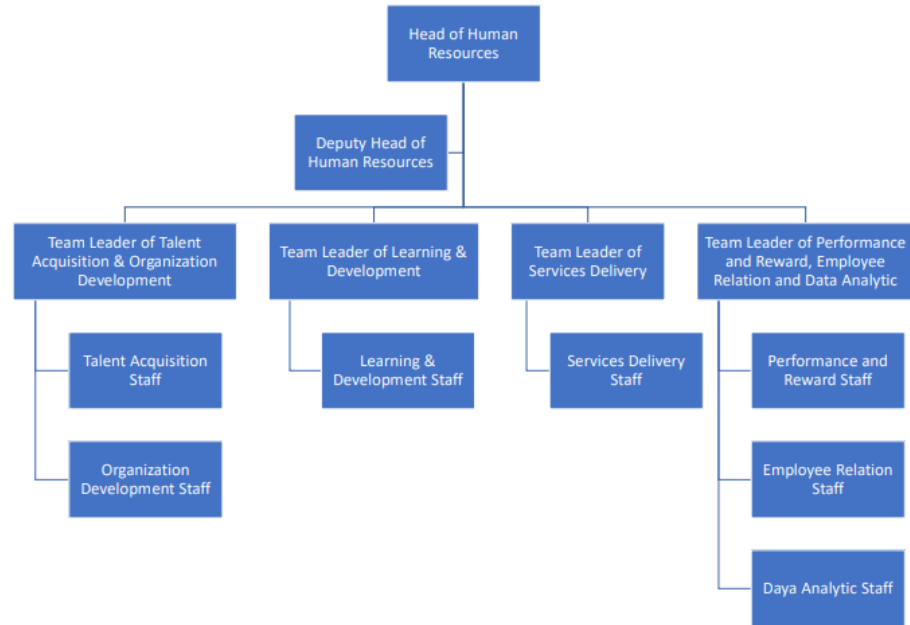 Head of Human
Resources
Deputy Head of
Human Resources
Team Leader of Talent
Acquisition & Organization
Development
Team Leader of Learning &
Development
Team Leader of
Services Delivery
Team Leader of Performance
and Reward, Employee
Relation and Data Analytic
Talent Acquisition
Staff
Learning &
Development Staff
Services Delivery
Staff
Performance and
Reward Staff
Organization
Development Staff
Employee Relation
Staff
Daya Analytic Staff